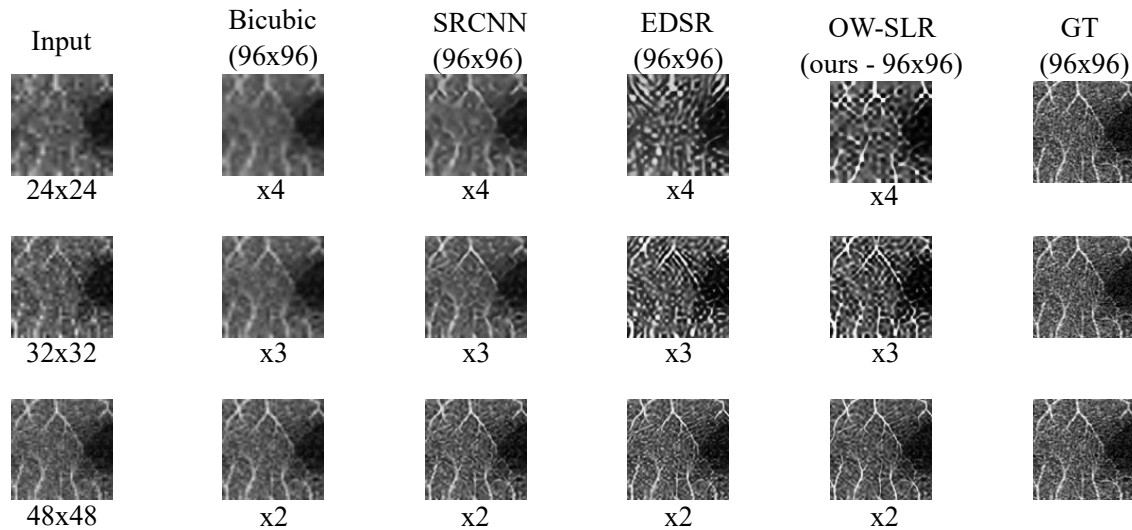 Input
Bicubic
(96x96)
SRCNN
(96x96)
EDSR
(96x96)
OW-SLR
(ours - 96x96)
GT
(96x96)
24x24
x4
x4
x4
x4
32x32
x3
x3
x3
x3
48x48
x2
x2
x2
x2